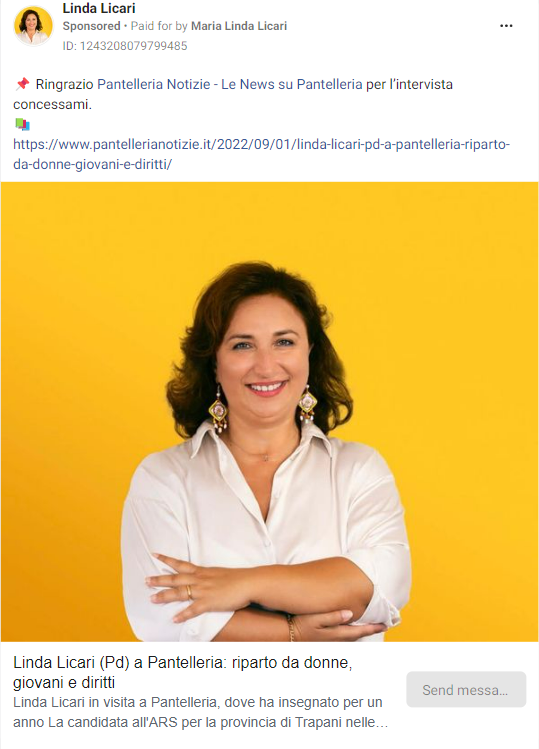 Linda Licari
Sponsored • Paid for by Maria Linda Licari
ID: 1243208079799485
📌 Ringrazio Pantelleria Notizie - Le News su Pantelleria per l'intervista
concessami.
https://www.pantellerianotizie.it/2022/09/01/linda-licari-pd-a-pantelleria-riparto-
da-donne-giovani-e-diritti/
Linda Licari (Pd) a Pantelleria: riparto da donne,
giovani e diritti
Linda Licari in visita a Pantelleria, dove ha insegnato per un
anno La candidata all'ARS per la provincia di Trapani nelle…
Send messa…